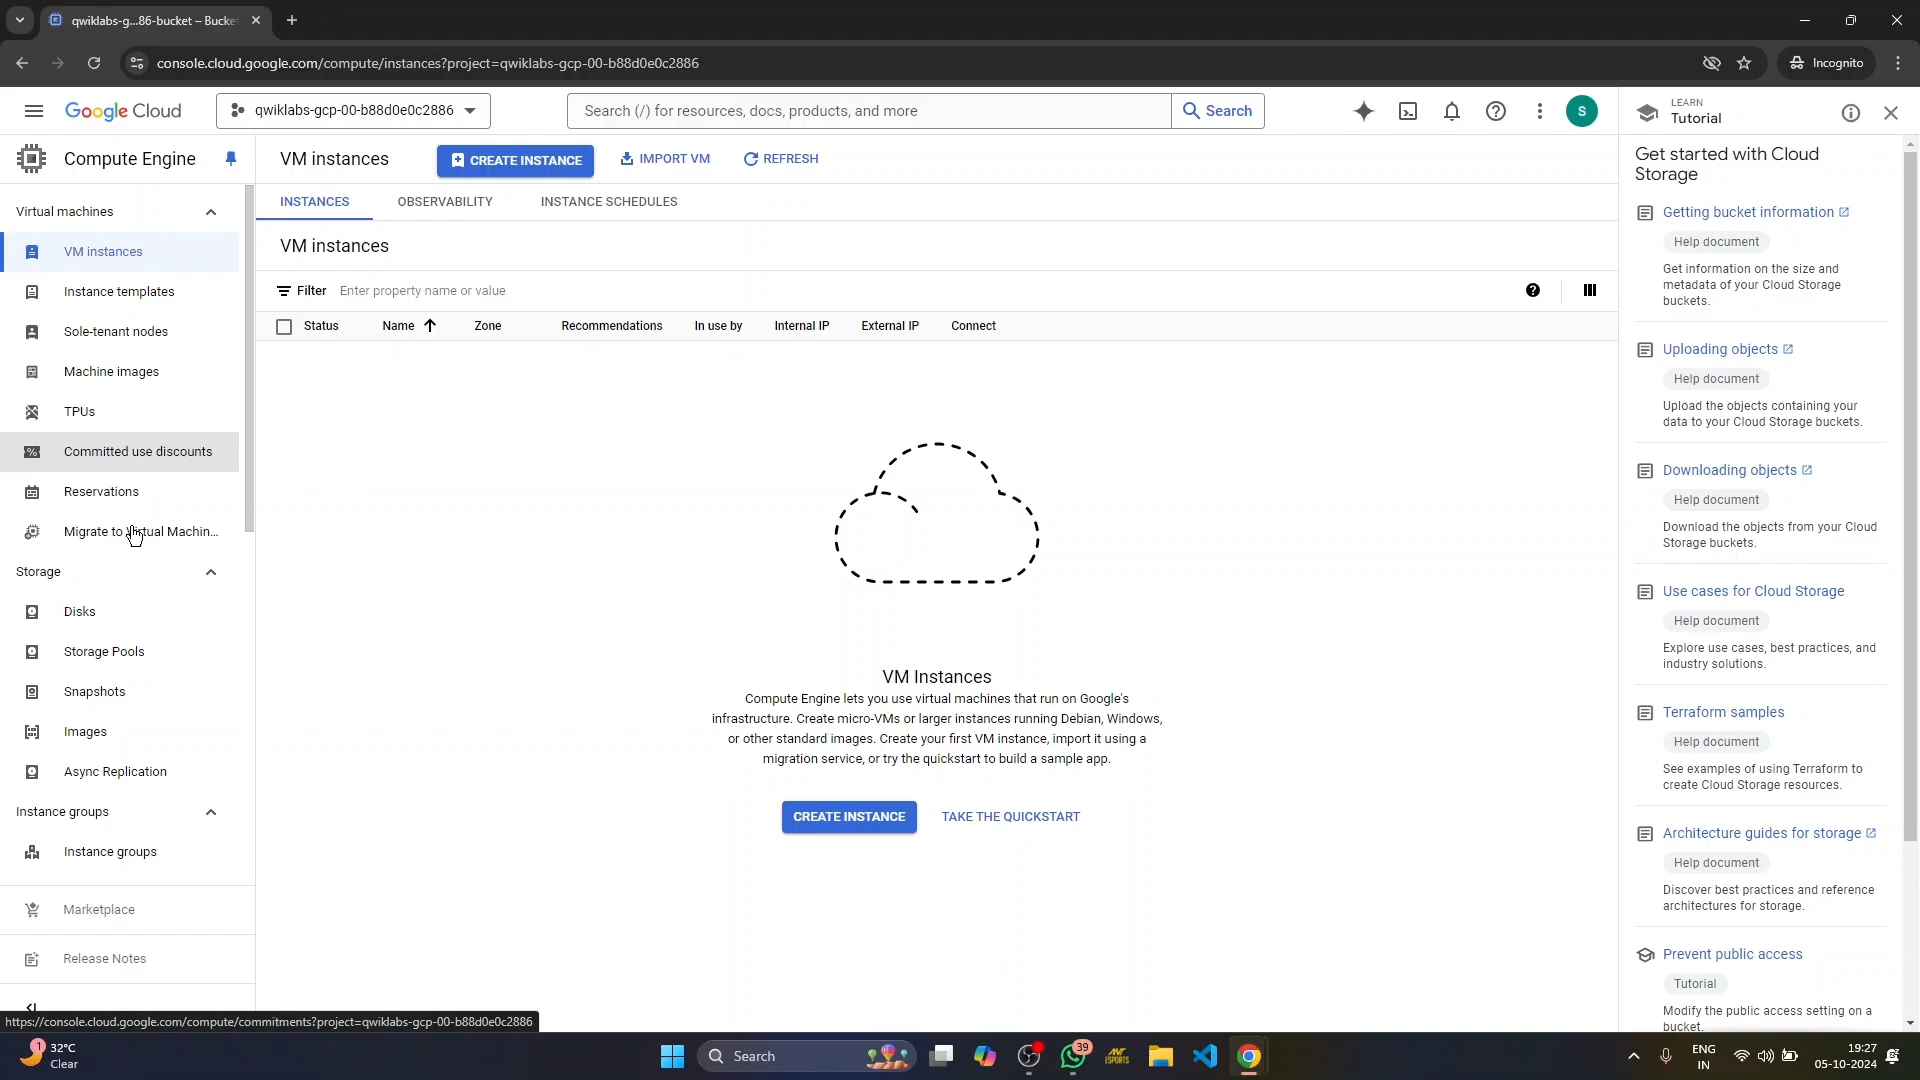 qwiklabs-g...86-bucket – Bucke
console.cloud.google.com/compute/instances?project=qwiklabs-gcp-00-b88d0e0c2886
Incognito
Google Cloud
qwiklabs-gcp-00-b88d0e0c2886
Search (/) for resources, docs, products, and more
Search
S
LEARN
Tutorial
Compute Engine
VM instances
CREATE INSTANCE
IMPORT VM
REFRESH
INSTANCES
OBSERVABILITY
INSTANCE SCHEDULES
VM instances
Filter
Enter property name or value
Status
Name
Zone
Recommendations
In use by
Internal IP
External IP
Connect
Virtual machines
VM instances
Instance templates
Sole-tenant nodes
Machine images
TPUs
Committed use discounts
Reservations
Migrate to Virtual Machin...
Storage
Disks
Storage Pools
Snapshots
Images
Async Replication
Instance groups
Instance groups
Marketplace
Release Notes
VM Instances
Compute Engine lets you use virtual machines that run on Google's
infrastructure. Create micro-VMs or larger instances running Debian, Windows,
or other standard images. Create your first VM instance, import it using a
migration service, or try the quickstart to build a sample app.
CREATE INSTANCE
TAKE THE QUICKSTART
Get started with Cloud
Storage
Getting bucket information
Help document
Get information on the size and
metadata of your Cloud Storage
buckets.
Uploading objects
Help document
Upload the objects containing your
data to your Cloud Storage buckets.
Downloading objects
Help document
Download the objects from your Cloud
Storage buckets.
Use cases for Cloud Storage
Help document
Explore use cases, best practices, and
industry solutions.
Terraform samples
Help document
See examples of using Terraform to
create Cloud Storage resources.
Architecture guides for storage
Help document
Discover best practices and reference
architectures for storage.
Prevent public access
Tutorial
Modify the public access setting on a
bucket.
https://console.cloud.google.com/compute/commitments?project=qwiklabs-gcp-00-b88d0e0c2886
1
32°C
Clear
Search
39
ESPORTS
ENG
IN
19:27
05-10-2024